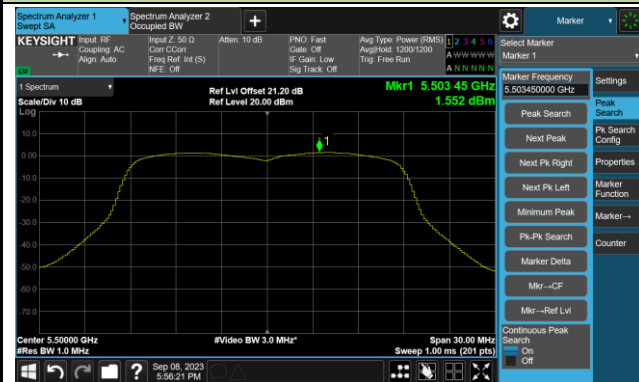 Spectrum Analyzer 1
Swept SA
Spectrum Analyzer 2
Occupied BW
Marker
KEYSIGHT
Input: RF
Coupling: AC
Align: Auto
Input Z: 50 Ω
Corr CCorr
Freq Ref: Int (S)
NFE: Off
Atten: 10 dB
PNO: Fast
Gate: Off
IF Gain: Low
Sig Track: Off
Avg Type: Power (RMS)
Avg|Hold: 1200/1200
Trig: Free Run
1 2 3 4 5 6
A W W W W W
A N N N N N
LVI
Select Marker
Marker 1
1 Spectrum
Scale/Div 10 dB
Log
Ref Lvl Offset 21.20 dB
Ref Level 20.00 dBm
Mkr1 5.503 45 GHz
1.552 dBm
10.0
0.00
-10.0
-20.0
-30.0
-40.0
-50.0
-60.0
-70.0
1
Center 5.50000 GHz
#Res BW 1.0 MHz
#Video BW 3.0 MHz*
Span 30.00 MHz
Sweep 1.00 ms (201 pts)
Marker Frequency
5.503450000 GHz
Peak Search
Next Peak
Next Pk Right
Next Pk Left
Minimum Peak
Pk-Pk Search
Marker Delta
Mkr→CF
Mkr→Ref Lvl
Continuous Peak
Search
On
Off
Settings
Peak
Search
Pk Search
Config
Properties
Marker
Function
Marker→
Counter
?
Sep 08, 2023
5:56:21 PM